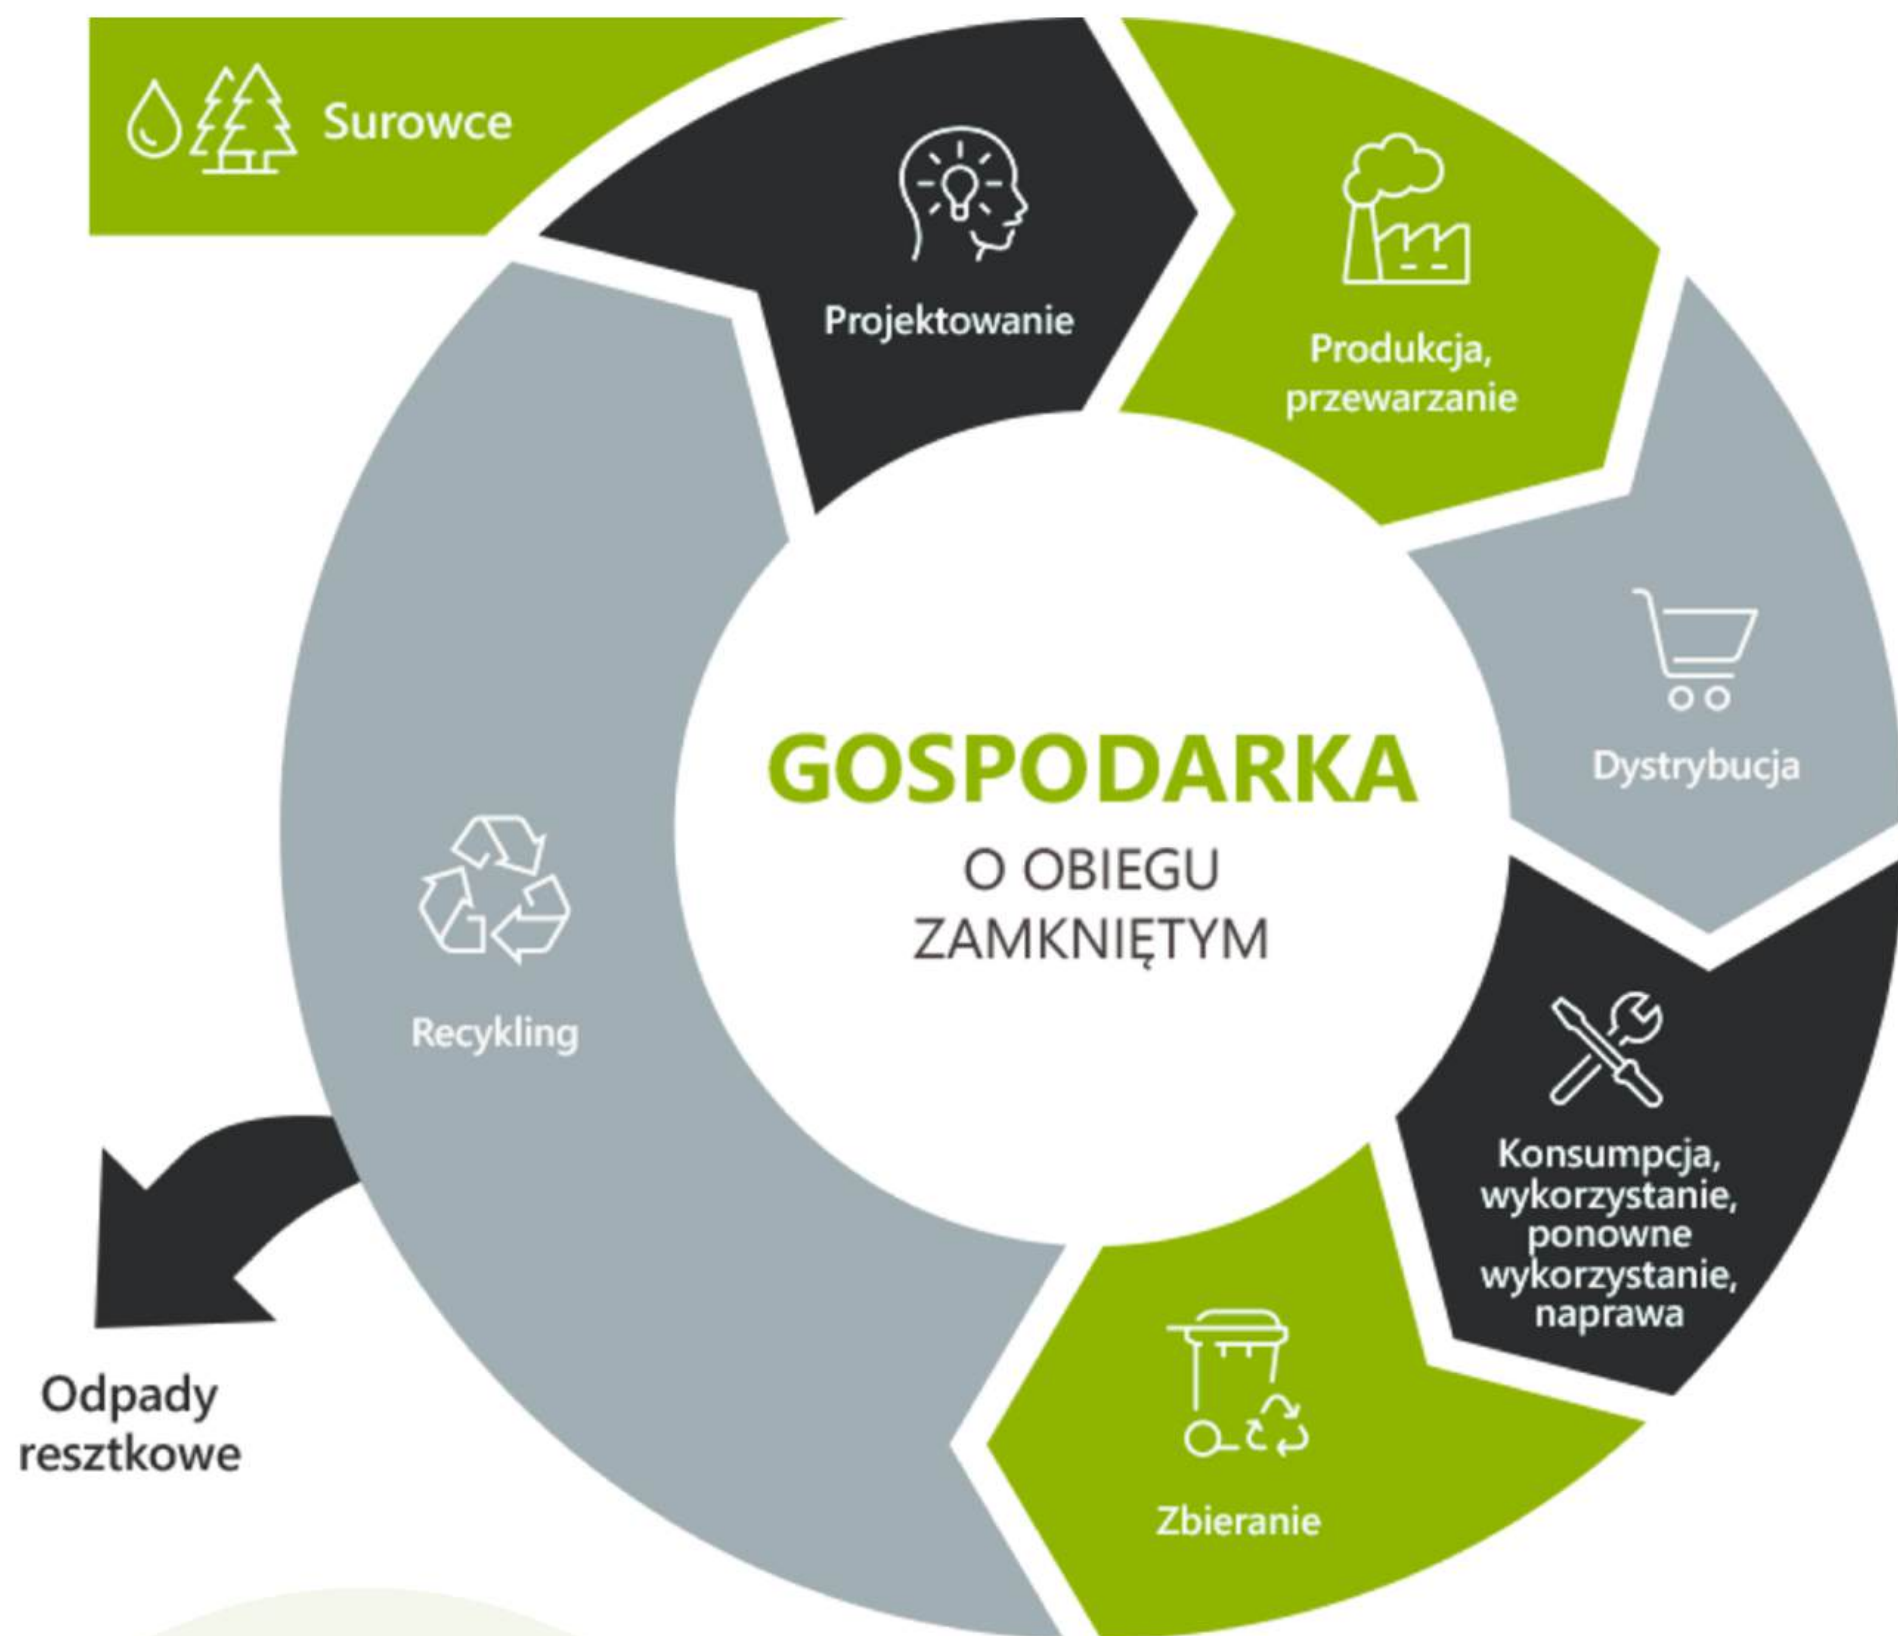 Surowce
Projektowanie
Produkcja,
przewarzanie
Dystrybucja
GOSPODARKA
O OBIEGU
ZAMKNIĘTYM
Recykling
Konsumpcja,
wykorzystanie,
ponowne
wykorzystanie,
naprawa
Zbieranie
Odpady
resztkowe